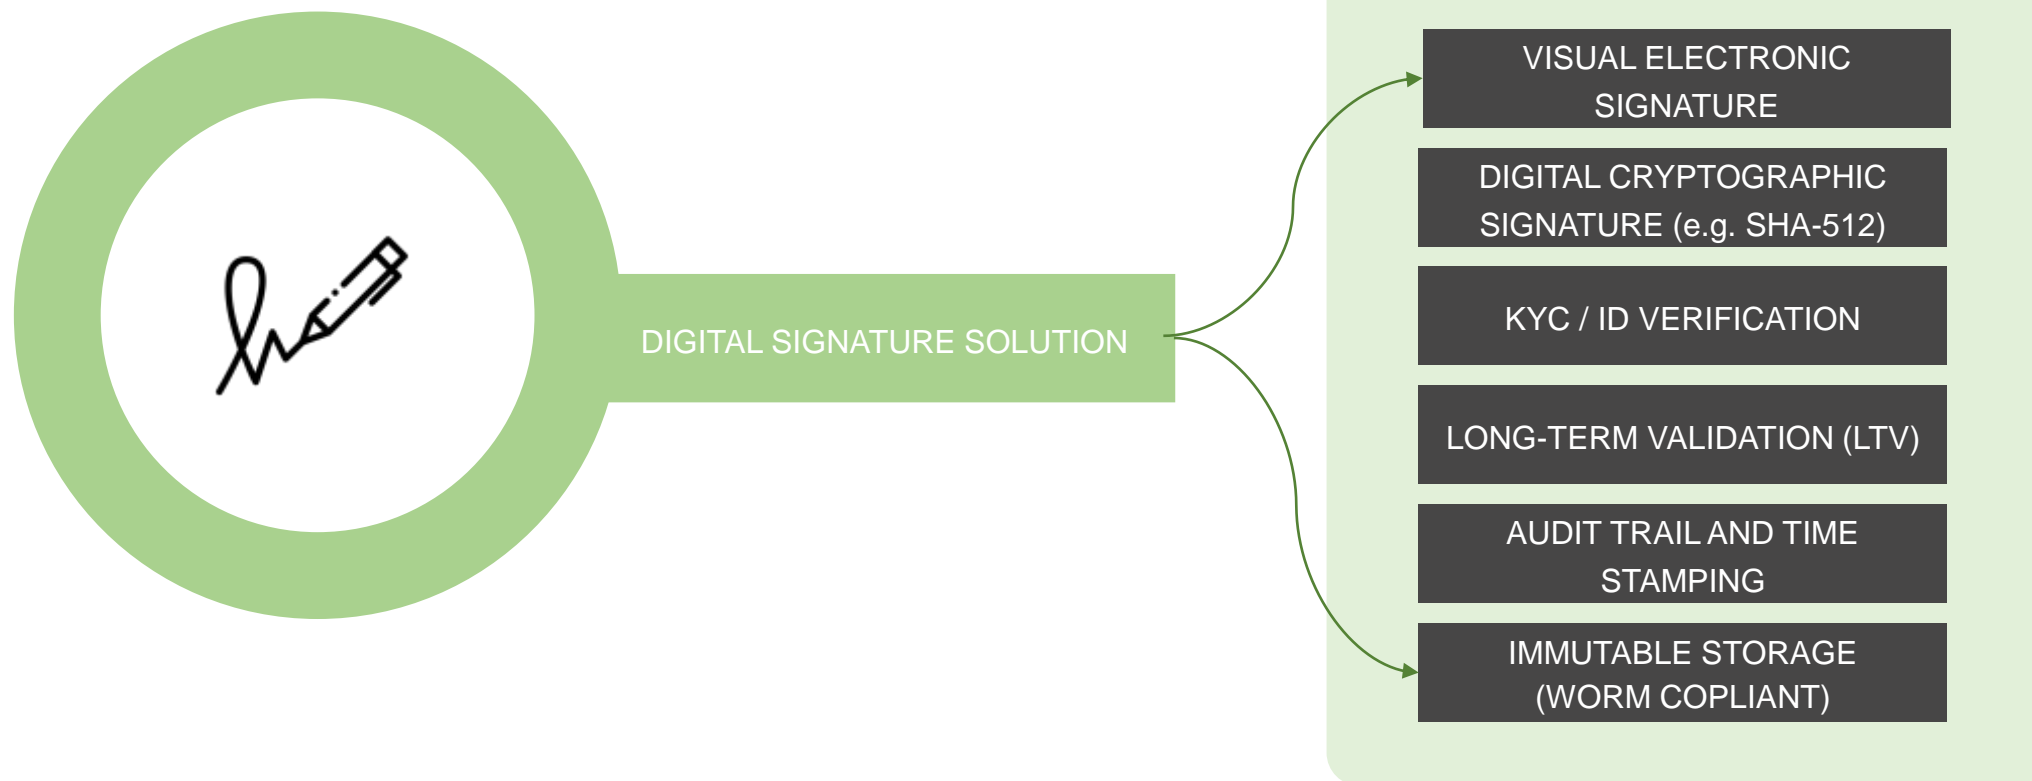 DIGITAL SIGNATURE SOLUTION
VISUAL ELECTRONIC
SIGNATURE
DIGITAL CRYPTOGRAPHIC
SIGNATURE (e.g. SHA-512)
KYC / ID VERIFICATION
LONG-TERM VALIDATION (LTV)
AUDIT TRAIL AND TIME
STAMPING
IMMUTABLE STORAGE
(WORM COPLIANT)